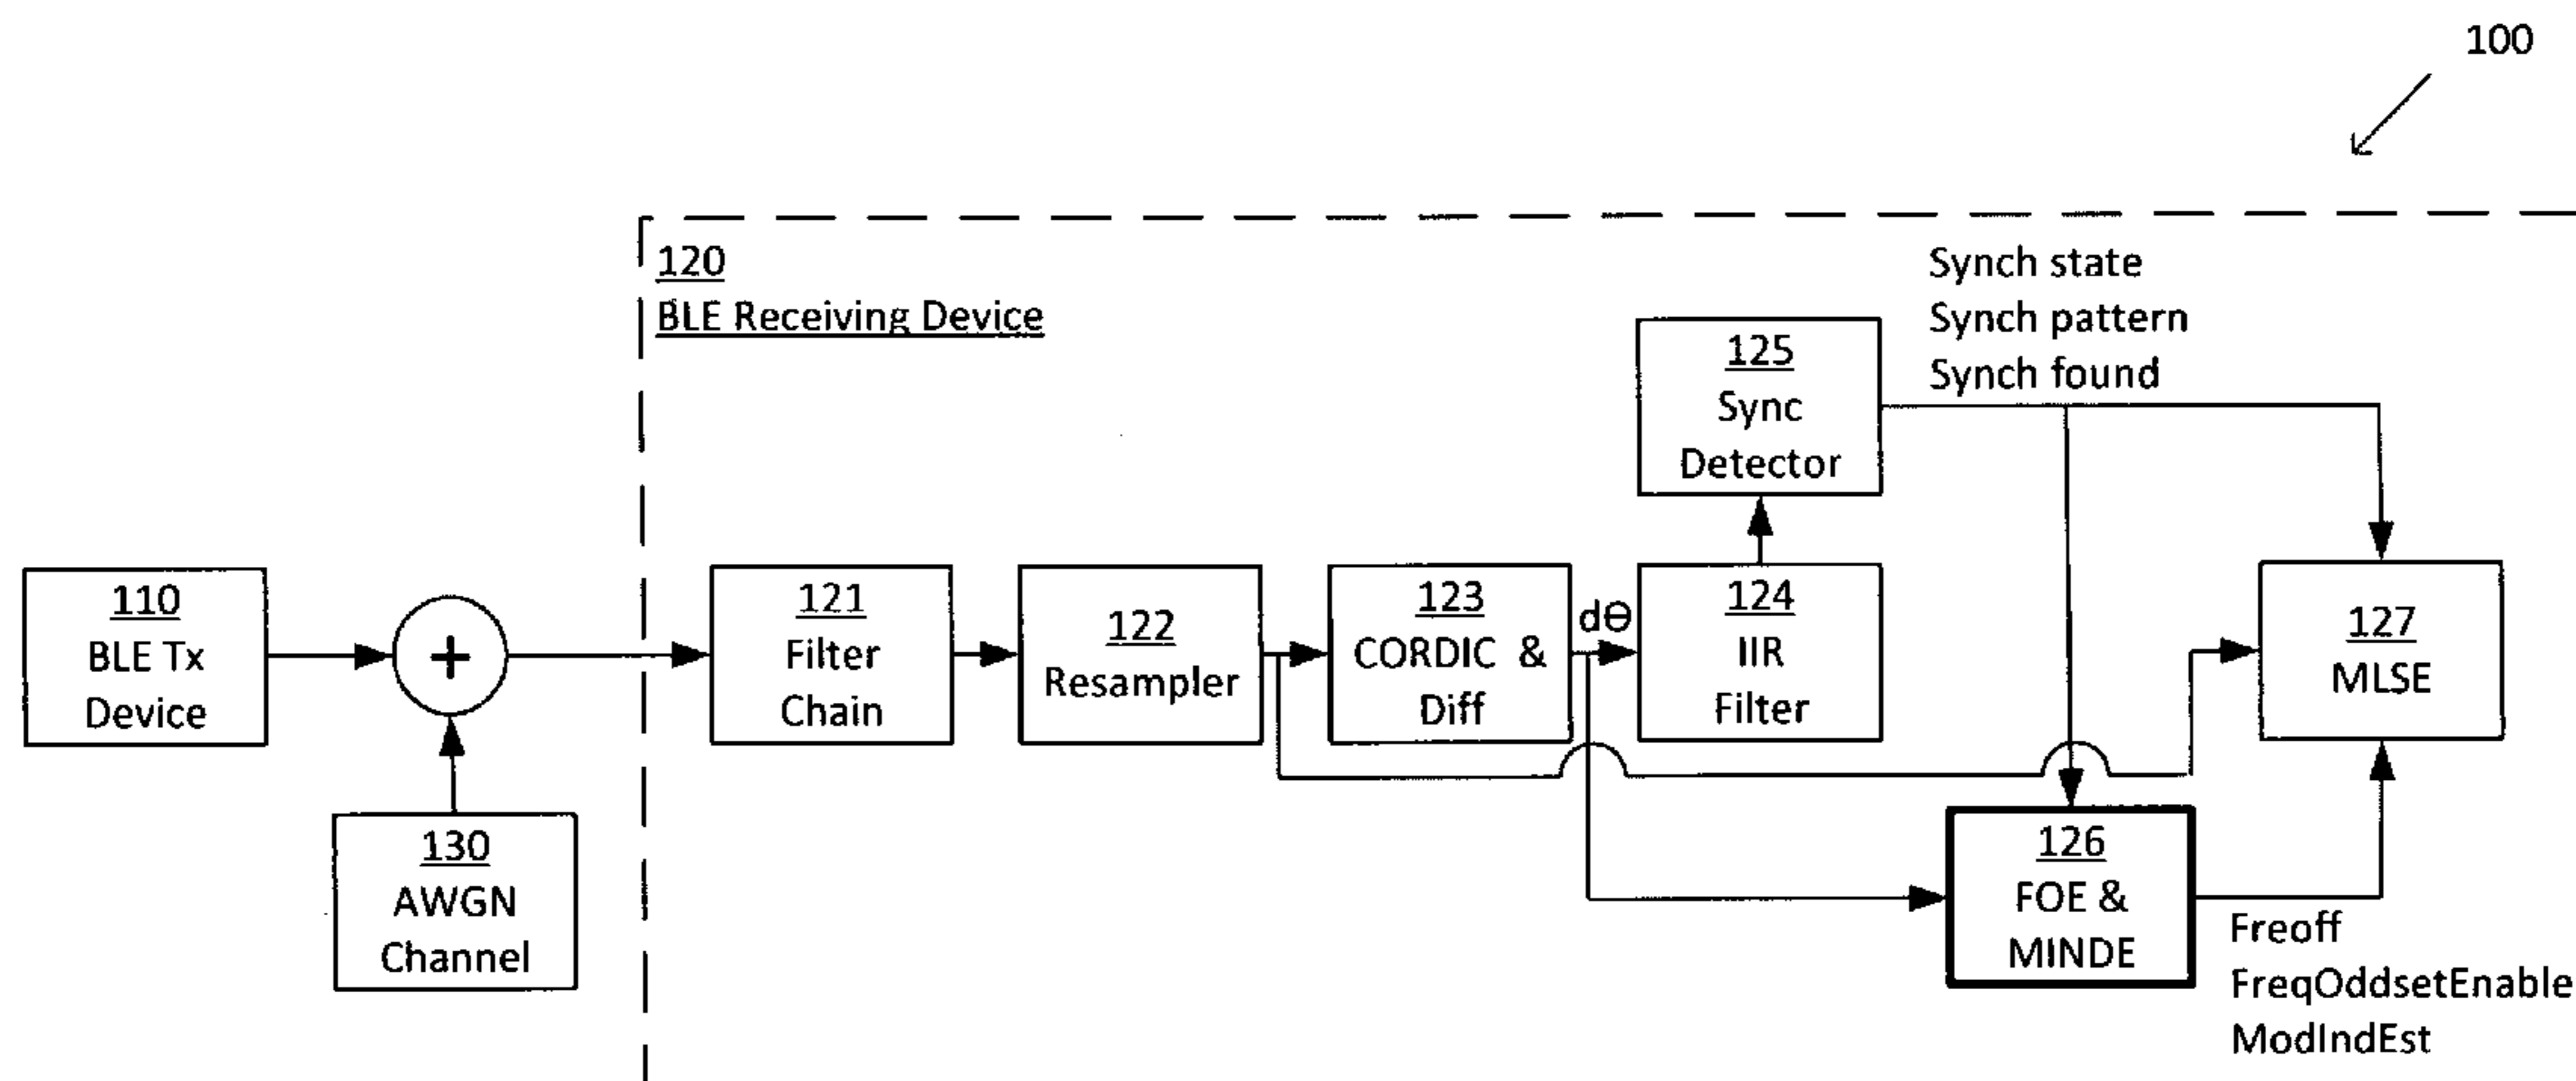 100
120
BLE Receiving Device
Synch state
Synch pattern
Synch found
125
Sync
Detector
110
BLE Tx
Device
+
130
AWGN
Channel
121
Filter
Chain
122
Resampler
123
CORDIC &
Diff
dΘ
124
IIR
Filter
127
MLSE
126
FOE &
MINDE
Freoff
FreqOddsetEnable
ModIndEst